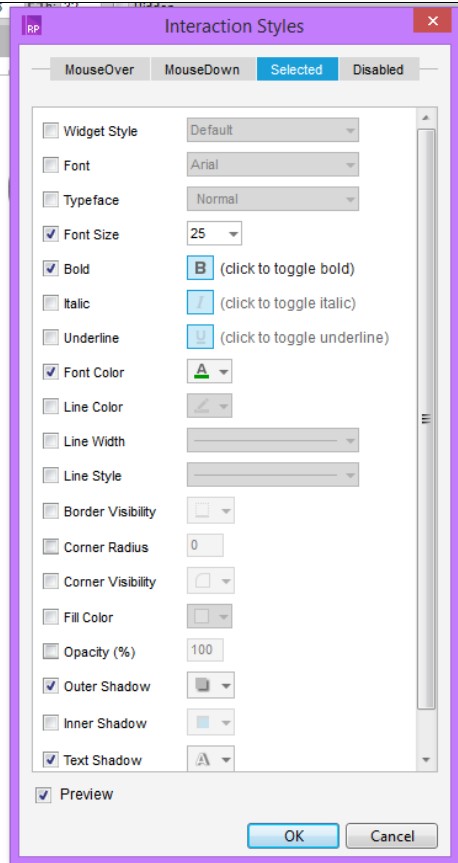 RP Interaction Styles
MouseOver MouseDown Selected Disabled
Widget Style Default
Font Arial
Typeface Normal
Font Size 25
Bold B (click to toggle bold)
Italic I (click to toggle italic)
Underline U (click to toggle underline)
Font Color A
Line Color
Line Width
Line Style
Border Visibility
Corner Radius 0
Corner Visibility
Fill Color
Opacity (%) 100
Outer Shadow
Inner Shadow
Text Shadow A
Preview
OK Cancel